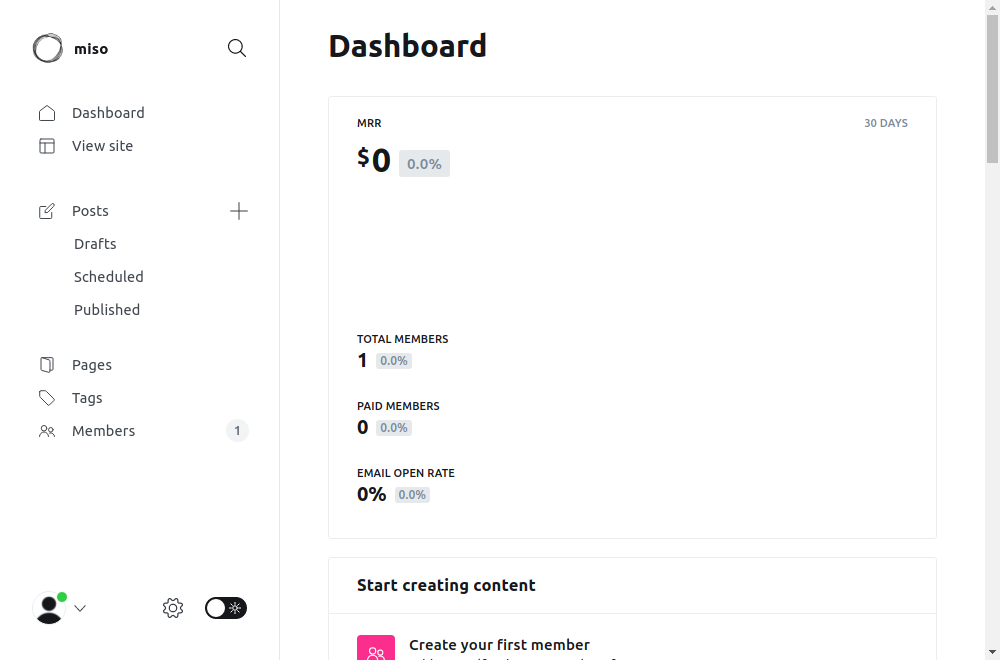 miso
Dashboard
View site
Posts
Drafts
Scheduled
Published
Pages
Tags
Members 1
Dashboard
MRR 30 DAYS
$0 0.0%
TOTAL MEMBERS
1 0.0%
PAID MEMBERS
0 0.0%
EMAIL OPEN RATE
0% 0.0%
Start creating content
Create your first member